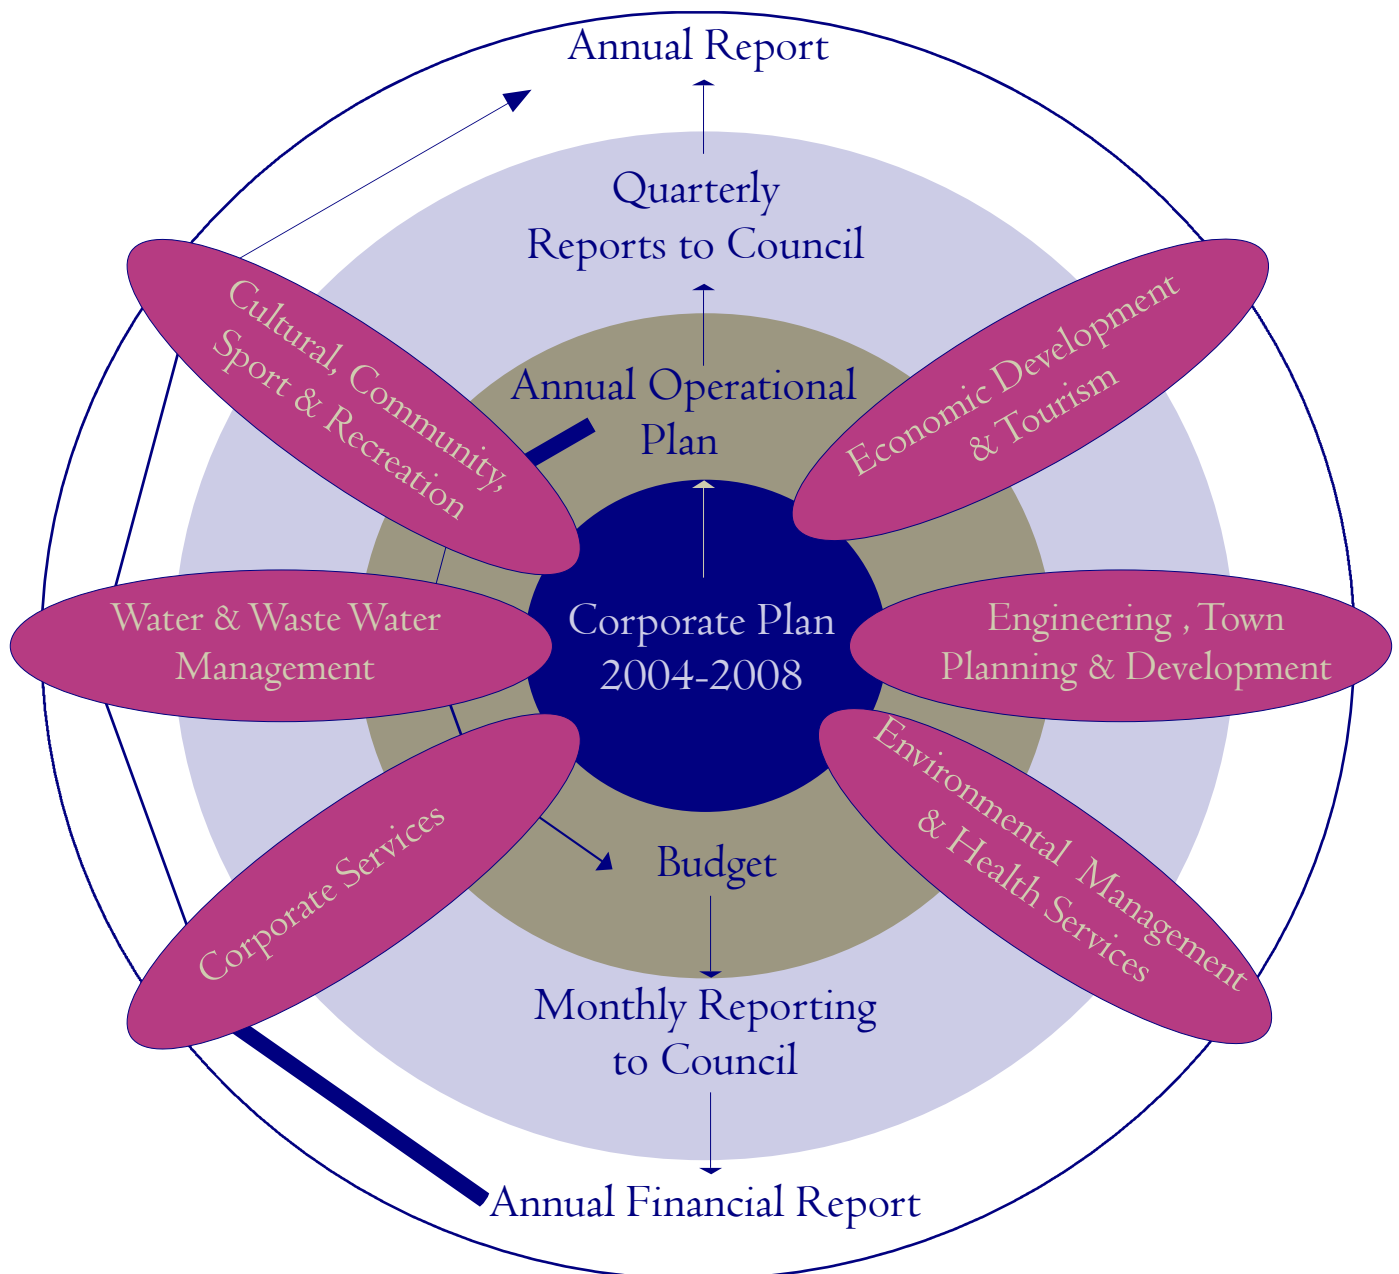 Annual Report
Quarterly
Reports to Council
Cultural, Community,
Sport & Recreation
Economic Development
& Tourism
Annual Operational
Plan
Water & Waste Water
Management
Corporate Plan
2004-2008
Engineering , Town
Planning & Development
Corporate Services
Environmental Management
& Health Services
Budget
Monthly Reporting
to Council
Annual Financial Report